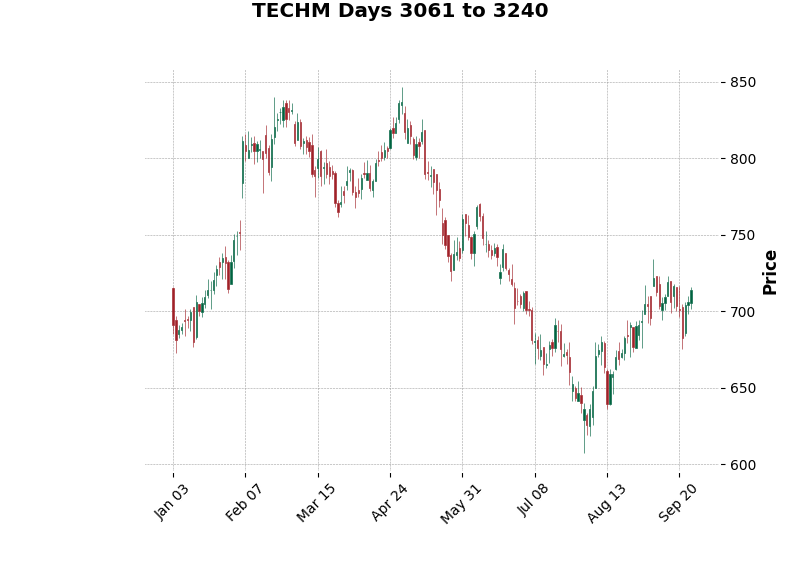 TECHM Days 3061 to 3240
850
800
750
700
650
600
Price
Jan 03
Feb 07
Mar 15
Apr 24
May 31
Jul 08
Aug 13
Sep 20